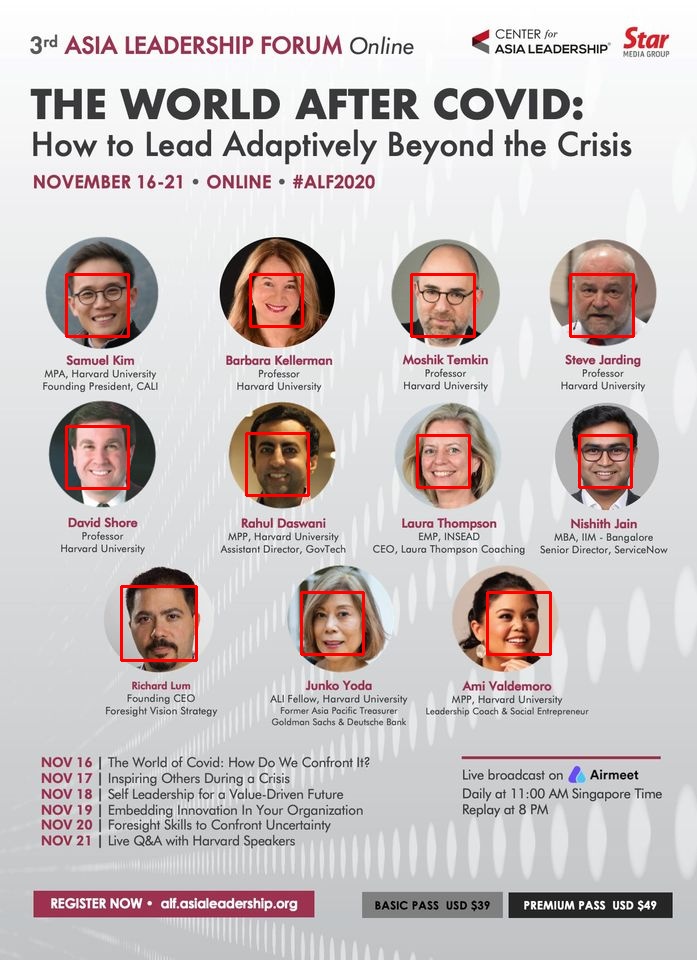 3rd ASIA LEADERSHIP FORUM Online
CENTER for
ASIA LEADERSHIP
Star
MEDIA GROUP
THE WORLD AFTER COVID:
How to Lead Adaptively Beyond the Crisis
NOVEMBER 16-21 • ONLINE • #ALF2020
Samuel Kim
MPA, Harvard University
Founding President, CALI
Barbara Kellerman
Professor
Harvard University
Moshik Temkin
Professor
Harvard University
Steve Jarding
Professor
Harvard University
David Shore
Professor
Harvard University
Rahul Daswani
MPP, Harvard University
Assistant Director, GovTech
Laura Thompson
EMP, INSEAD
CEO, Laura Thompson Coaching
Nishith Jain
MBA, IIM - Bangalore
Senior Director, ServiceNow
Richard Lum
Founding CEO
Foresight Vision Strategy
Junko Yoda
ALI Fellow, Harvard University
Former Asia Pacific Treasurer
Goldman Sachs & Deutsche Bank
Ami Valdemoro
MPP, Harvard University
Leadership Coach & Social Entrepreneur
NOV 16 | The World of Covid: How Do We Confront It?
NOV 17 | Inspiring Others During a Crisis
NOV 18 | Self Leadership for a Value-Driven Future
NOV 19 | Embedding Innovation In Your Organization
NOV 20 | Foresight Skills to Confront Uncertainty
NOV 21 | Live Q&A with Harvard Speakers
Live broadcast on Airmeet
Daily at 11:00 AM Singapore Time
Replay at 8 PM
REGISTER NOW • alf.asialeadership.org
BASIC PASS USD $39
PREMIUM PASS USD $49